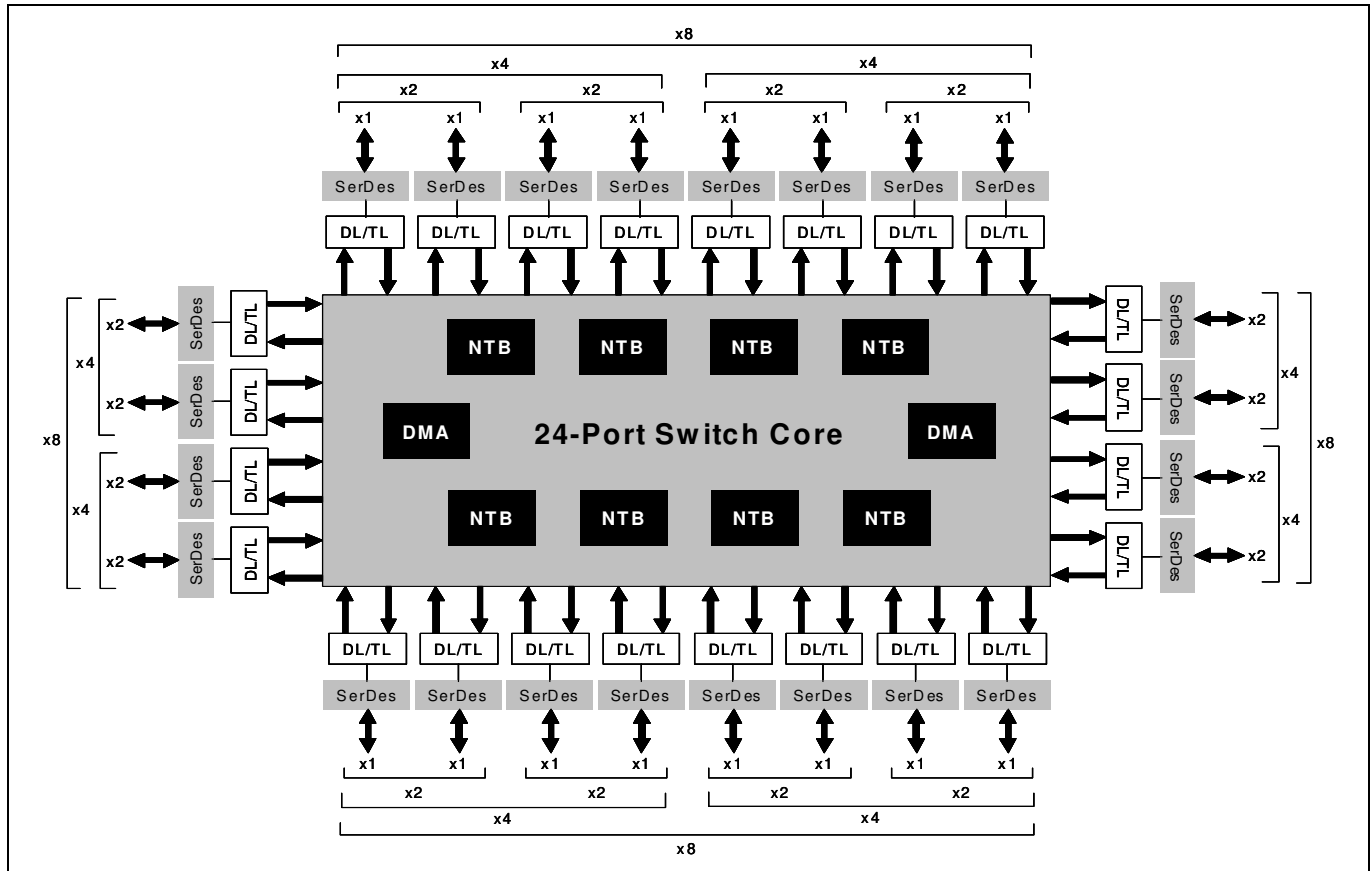 x8
x4 x4
x2 x2 x2 x2
x1 x1 x1 x1 x1 x1 x1 x1
SerDes SerDes SerDes SerDes SerDes SerDes SerDes SerDes
DL/TL DL/TL DL/TL DL/TL DL/TL DL/TL DL/TL DL/TL
x8
x4
x2 SerDes DL/TL
x2 SerDes DL/TL
x4
x2 SerDes DL/TL
x2 SerDes DL/TL
NTB NTB NTB NTB
DMA 24-Port Switch Core DMA
NTB NTB NTB NTB
DL/TL SerDes x2
DL/TL SerDes x2
x4
DL/TL SerDes x2
DL/TL SerDes x2
x4
x8
DL/TL DL/TL DL/TL DL/TL DL/TL DL/TL DL/TL DL/TL
SerDes SerDes SerDes SerDes SerDes SerDes SerDes SerDes
x1 x1 x1 x1 x1 x1 x1 x1
x2 x2 x2 x2
x4 x4
x8